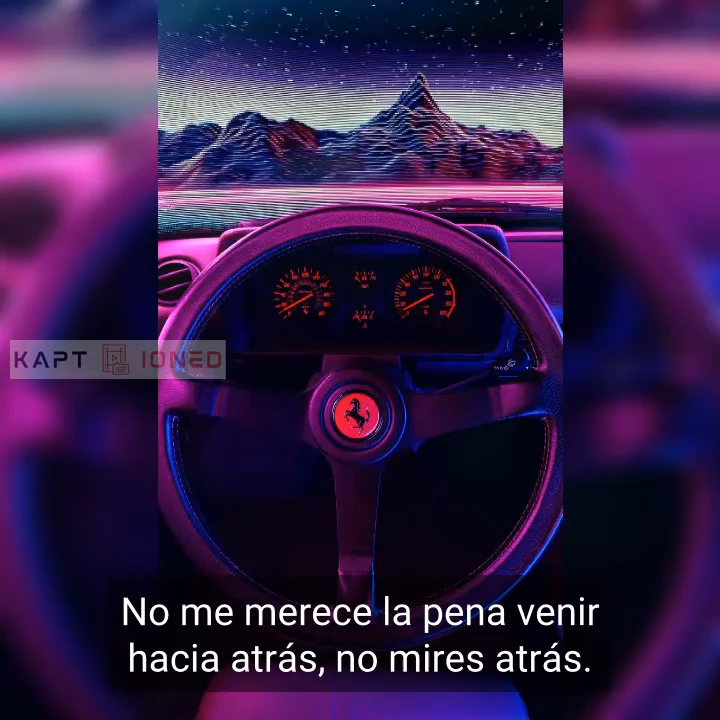 KAPT IONED
No me merece la pena venir
hacia atrás, no mires atrás.